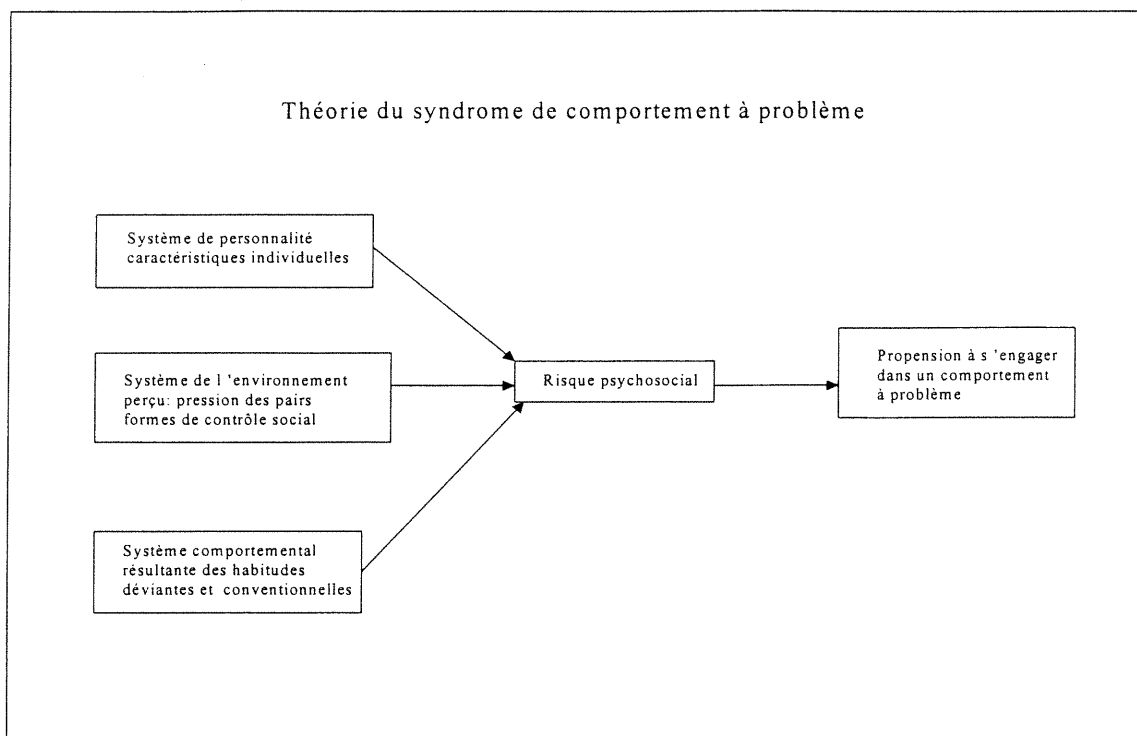 Théorie du syndrome de comportement à problème
Système de personnalité
caractéristiques individuelles
Système de l 'environnement
perçu: pression des pairs
formes de contrôle social
Système comportemental
résultante des habitudes
déviantes et conventionnelles
Risque psychosocial
Propension à s 'engager
dans un comportement
à problème